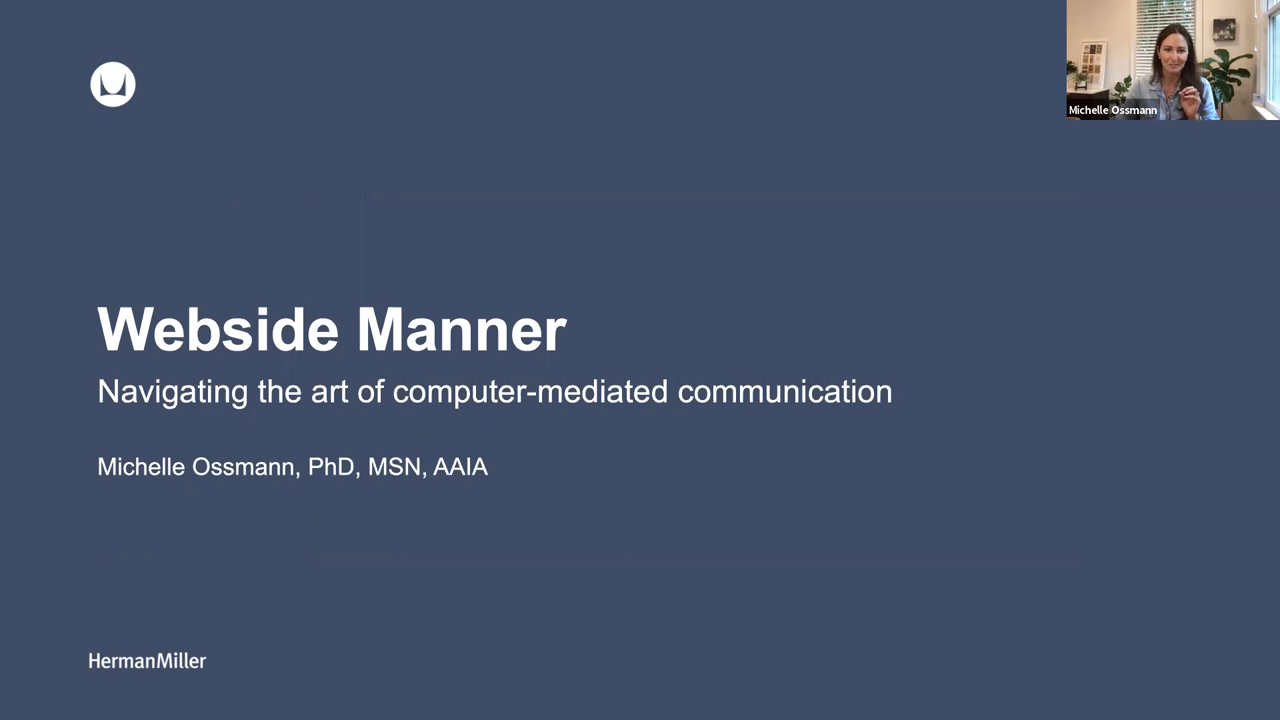 Michelle Ossmann
Webside Manner
Navigating the art of computer-mediated communication
Michelle Ossmann, PhD, MSN, AAIA
HermanMiller